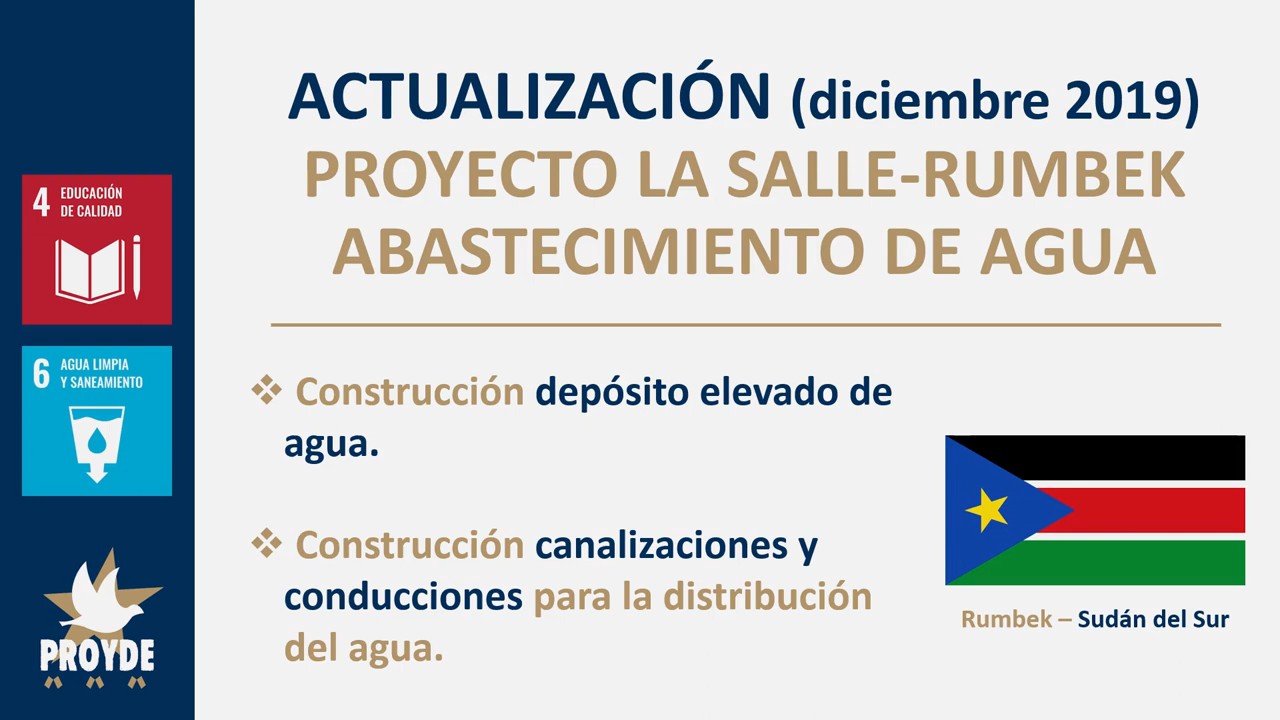 ACTUALIZACIÓN (diciembre 2019)
PROYECTO LA SALLE-RUMBEK
ABASTECIMIENTO DE AGUA
4 EDUCACIÓN
DE CALIDAD
6 AGUA LIMPIA
Y SANEAMIENTO
PROYDE
❖ Construcción depósito elevado de
agua.
❖ Construcción canalizaciones y
conducciones para la distribución
del agua.
Rumbek – Sudán del Sur